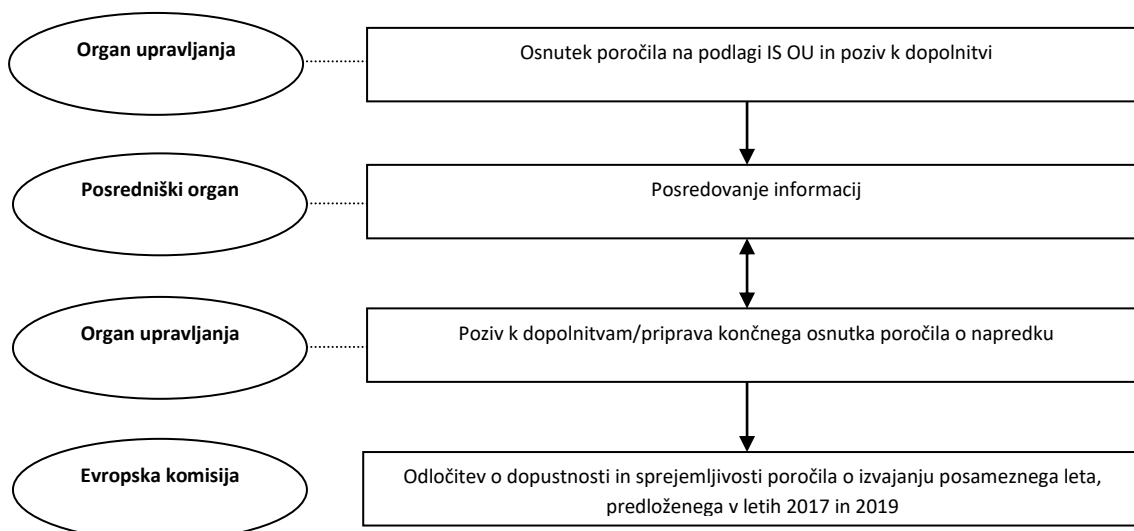 Organ upravljanja
Osnutek poročila na podlagi IS OU in poziv k dopolnitvi
Posredniški organ
Posredovanje informacij
Organ upravljanja
Poziv k dopolnitvam/priprava končnega osnutka poročila o napredku
Evropska komisija
Odločitev o dopustnosti in sprejemljivosti poročila o izvajanju posameznega leta,
predloženega v letih 2017 in 2019